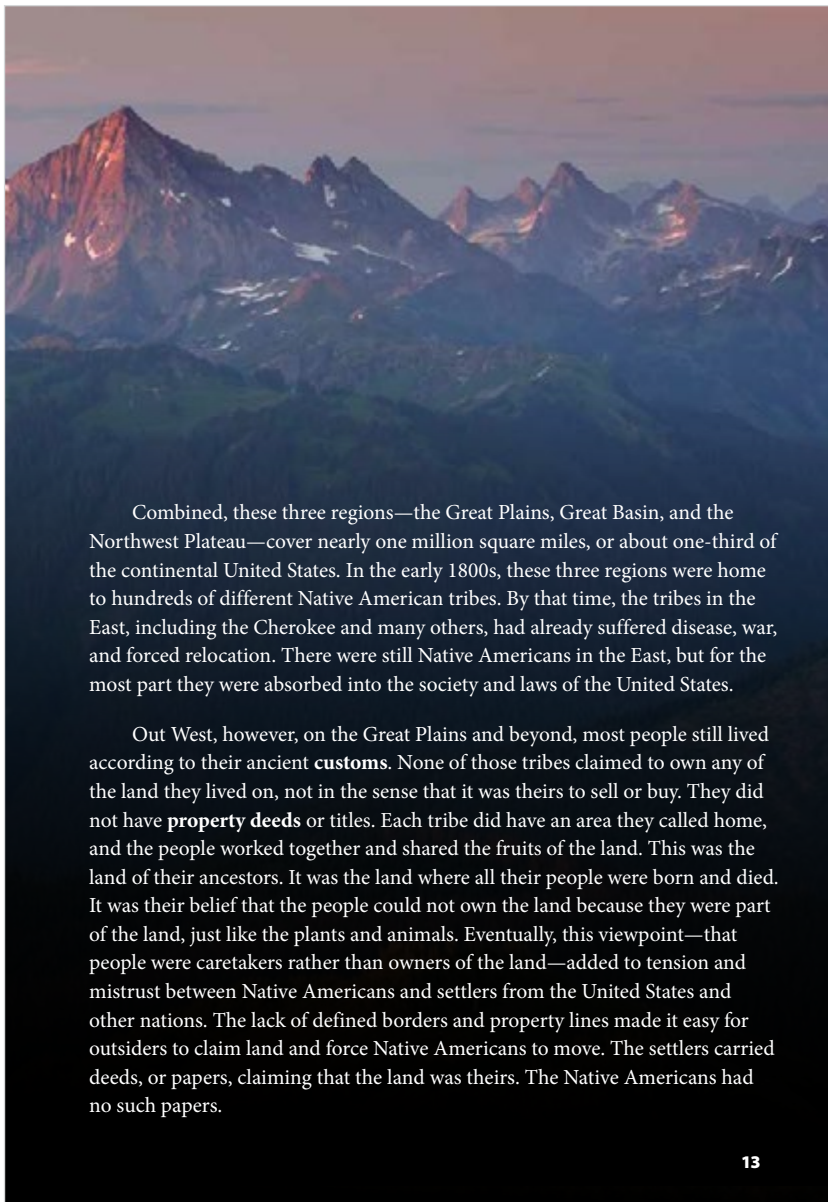 Combined, these three regions—the Great Plains, Great Basin, and the
Northwest Plateau—cover nearly one million square miles, or about one-third of
the continental United States. In the early 1800s, these three regions were home
to hundreds of different Native American tribes. By that time, the tribes in the
East, including the Cherokee and many others, had already suffered disease, war,
and forced relocation. There were still Native Americans in the East, but for the
most part they were absorbed into the society and laws of the United States.
Out West, however, on the Great Plains and beyond, most people still lived
according to their ancient customs. None of those tribes claimed to own any of
the land they lived on, not in the sense that it was theirs to sell or buy. They did
not have property deeds or titles. Each tribe did have an area they called home,
and the people worked together and shared the fruits of the land. This was the
land of their ancestors. It was the land where all their people were born and died.
It was their belief that the people could not own the land because they were part
of the land, just like the plants and animals. Eventually, this viewpoint—that
people were caretakers rather than owners of the land—added to tension and
mistrust between Native Americans and settlers from the United States and
other nations. The lack of defined borders and property lines made it easy for
outsiders to claim land and force Native Americans to move. The settlers carried
deeds, or papers, claiming that the land was theirs. The Native Americans had
no such papers.
13